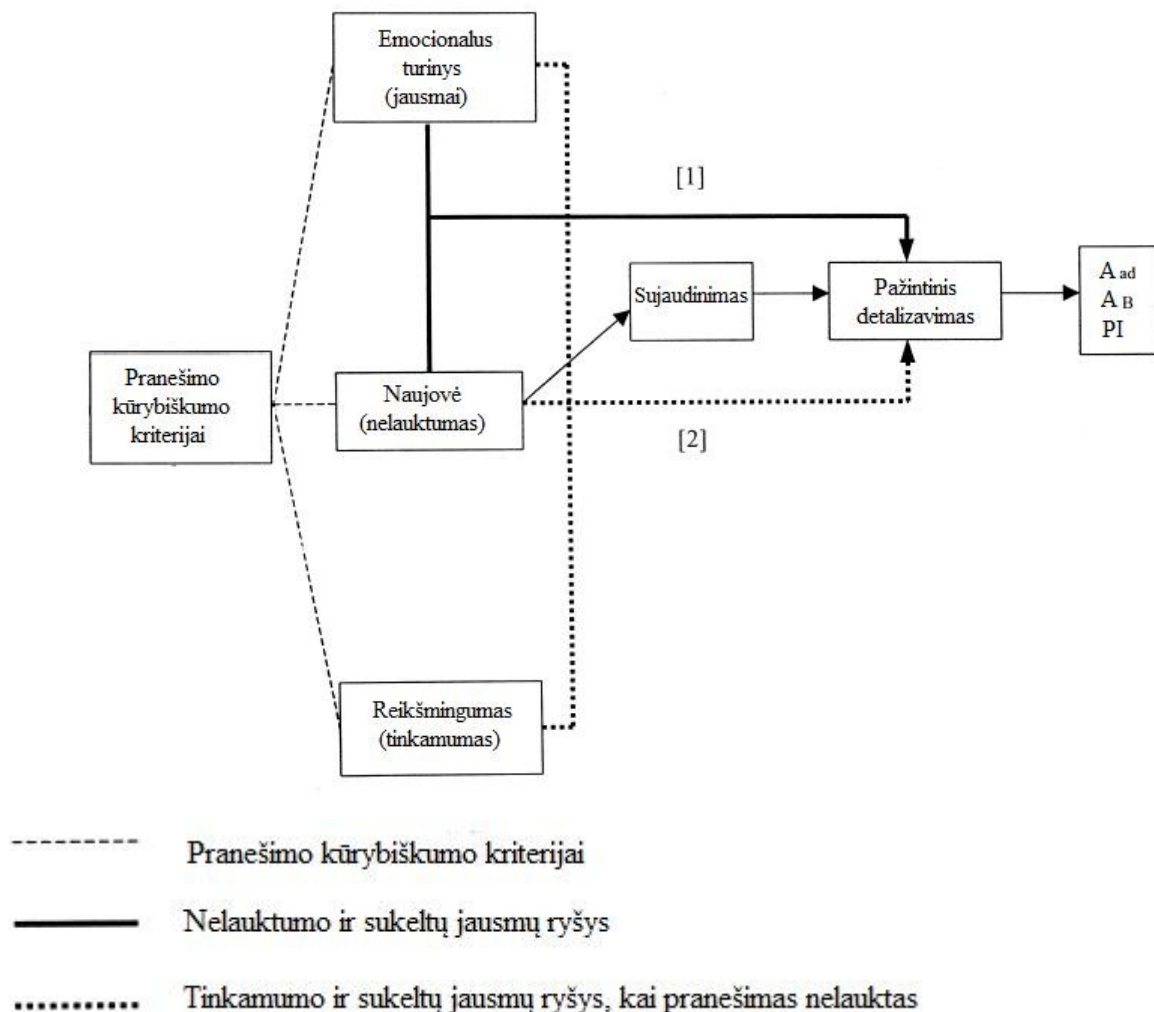 Emocionalus
turinys
(jausmai)
[1]
Sujaudinimas
Pažintinis
detalizavimas
A ad
A B
PI
Pranešimo
kūrybiškumo
kriterijai
Naujovė
(nelauktumas)
[2]
Reikšmingumas
(tinkamumas)
Pranešimo kūrybiškumo kriterijai
Nelauktumo ir sukeltų jausmų ryšys
Tinkamumo ir sukeltų jausmų ryšys, kai pranešimas nelauktas